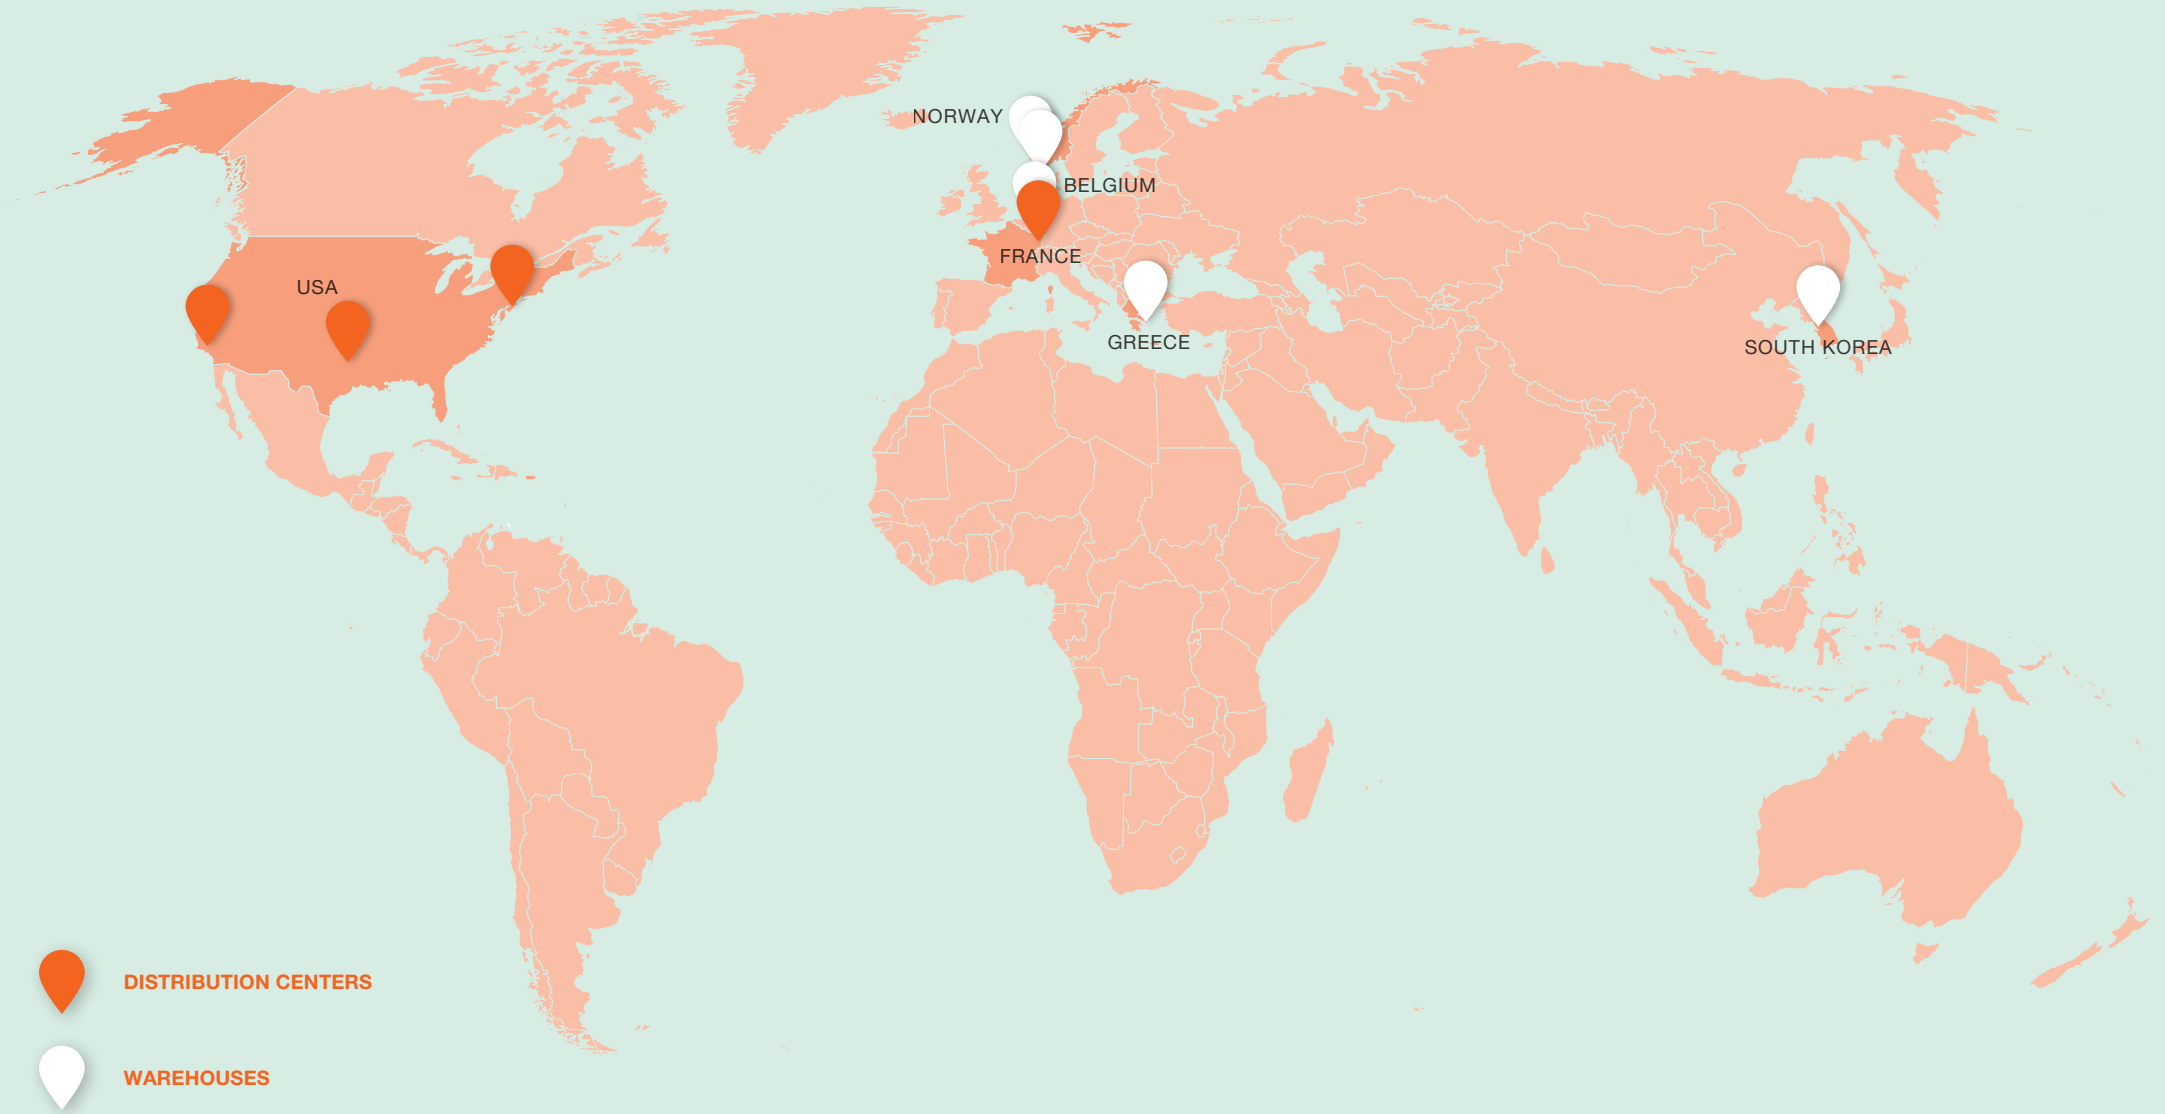 NORWAY
BELGIUM
FRANCE
USA
GREECE
SOUTH KOREA
DISTRIBUTION CENTERS
WAREHOUSES